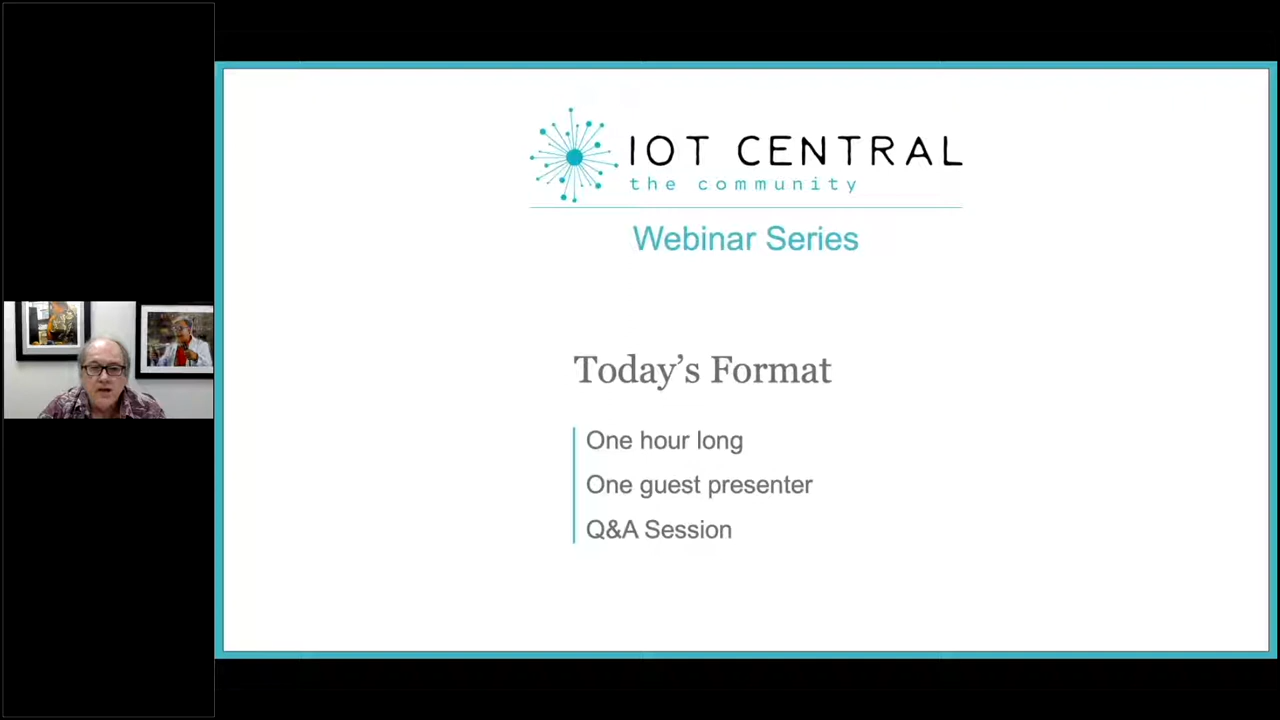 IOT CENTRAL
the community
Webinar Series
Today’s Format
One hour long
One guest presenter
Q&A Session